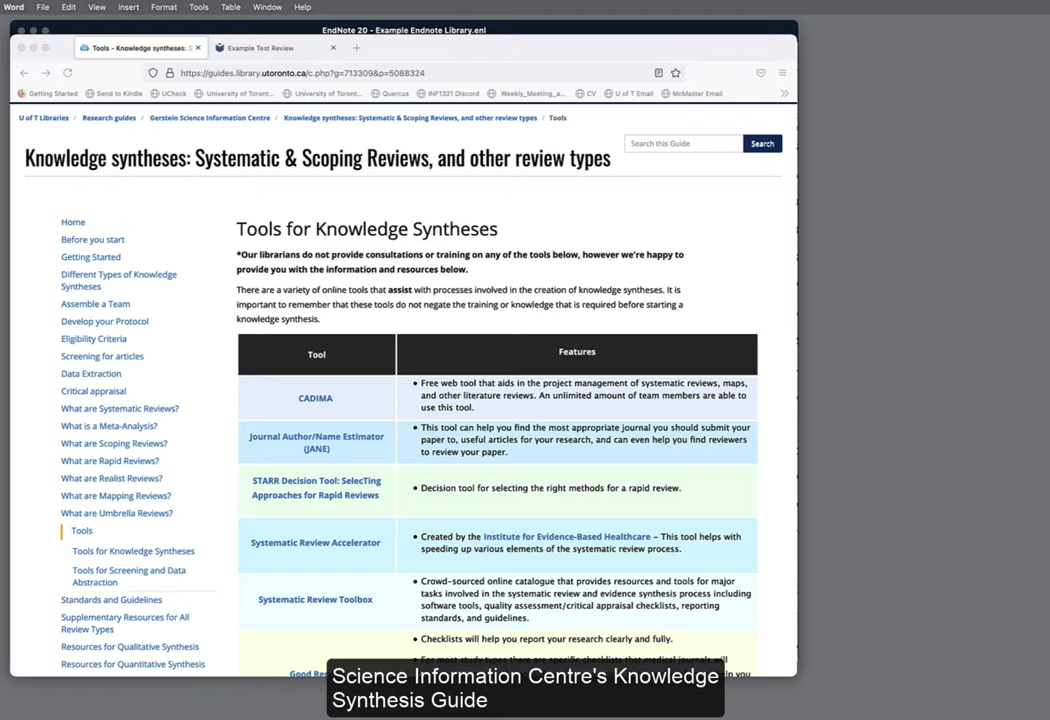 Word File Edit View Insert Format Tools Table Window Help
EndNote 20 - Example Endnote Library.enl
Tools - Knowledge syntheses: S
Example Test Review
https://guides.library.utoronto.ca/c.php?g=713309&p=5088324
Getting Started Send to Kindle UCheck University of Toront... University of Toront... Quercus INF1321 Discord Weekly_Meeting_a... CV U of T Email McMaster Email
U of T Libraries / Research guides / Gerstein Science Information Centre / Knowledge syntheses: Systematic & Scoping Reviews, and other review types / Tools
Search this Guide Search
Knowledge syntheses: Systematic & Scoping Reviews, and other review types
Home
Before you start
Getting Started
Different Types of Knowledge
Syntheses
Assemble a Team
Develop your Protocol
Eligibility Criteria
Screening for articles
Data Extraction
Critical appraisal
What are Systematic Reviews?
What is a Meta-Analysis?
What are Scoping Reviews?
What are Rapid Reviews?
What are Realist Reviews?
What are Mapping Reviews?
What are Umbrella Reviews?
Tools
Tools for Knowledge Syntheses
Tools for Screening and Data
Abstraction
Standards and Guidelines
Supplementary Resources for All
Review Types
Resources for Qualitative Synthesis
Resources for Quantitative Synthesis
Tools for Knowledge Syntheses
*Our librarians do not provide consultations or training on any of the tools below, however we're happy to
provide you with the information and resources below.
There are a variety of online tools that assist with processes involved in the creation of knowledge syntheses. It is
important to remember that these tools do not negate the training or knowledge that is required before starting a
knowledge synthesis.
Tool Features
CADIMA
• Free web tool that aids in the project management of systematic reviews, maps,
and other literature reviews. An unlimited amount of team members are able to
use this tool.
Journal Author/Name Estimator
(JANE)
• This tool can help you find the most appropriate journal you should submit your
paper to, useful articles for your research, and can even help you find reviewers
to review your paper.
STARR Decision Tool: SelecTing
Approaches for Rapid Reviews
• Decision tool for selecting the right methods for a rapid review.
Systematic Review Accelerator
• Created by the Institute for Evidence-Based Healthcare – This tool helps with
speeding up various elements of the systematic review process.
Systematic Review Toolbox
• Crowd-sourced online catalogue that provides resources and tools for major
tasks involved in the systematic review and evidence synthesis process including
software tools, quality assessment/critical appraisal checklists, reporting
standards, and guidelines.
• Checklists will help you report your research clearly and fully.
• For most study types there are specific checklists that medical journals will
Good Re
Science Information Centre's Knowledge
Synthesis Guide